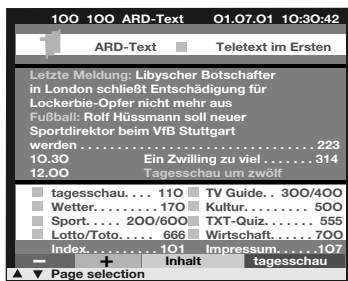 100 100 ARD-Text 01.07.01 10:30:42
ARD-Text Teletext im Ersten
Letzte Meldung: Libyscher Botschafter
in London schließt Entschädigung für
Lockerbie-Opfer nicht mehr aus
Fußball: Rolf Hüssmann soll neuer
Sportdirektor beim VfB Stuttgart
werden . . . . . . . . . . . . . . . . . . . . . . . . . 223
10.30 Ein Zwilling zu viel . . . . . . . 314
12.00 Tagesschau um zwölf
tagesschau. . . . 110 TV Guide. . 300/400
Wetter. . . . . . . . 170 Kultur. . . . . . . . . 500
Sport. . . . . 200/600 TXT-Quiz. . . . . . 555
Lotto/Toto. . . . 666 Wirtschaft. . . . . 700
Index. . . . . . . . . . 101 Impressum. . . . .107
− + Inhalt tagesschau
▲ ▼ Page selection